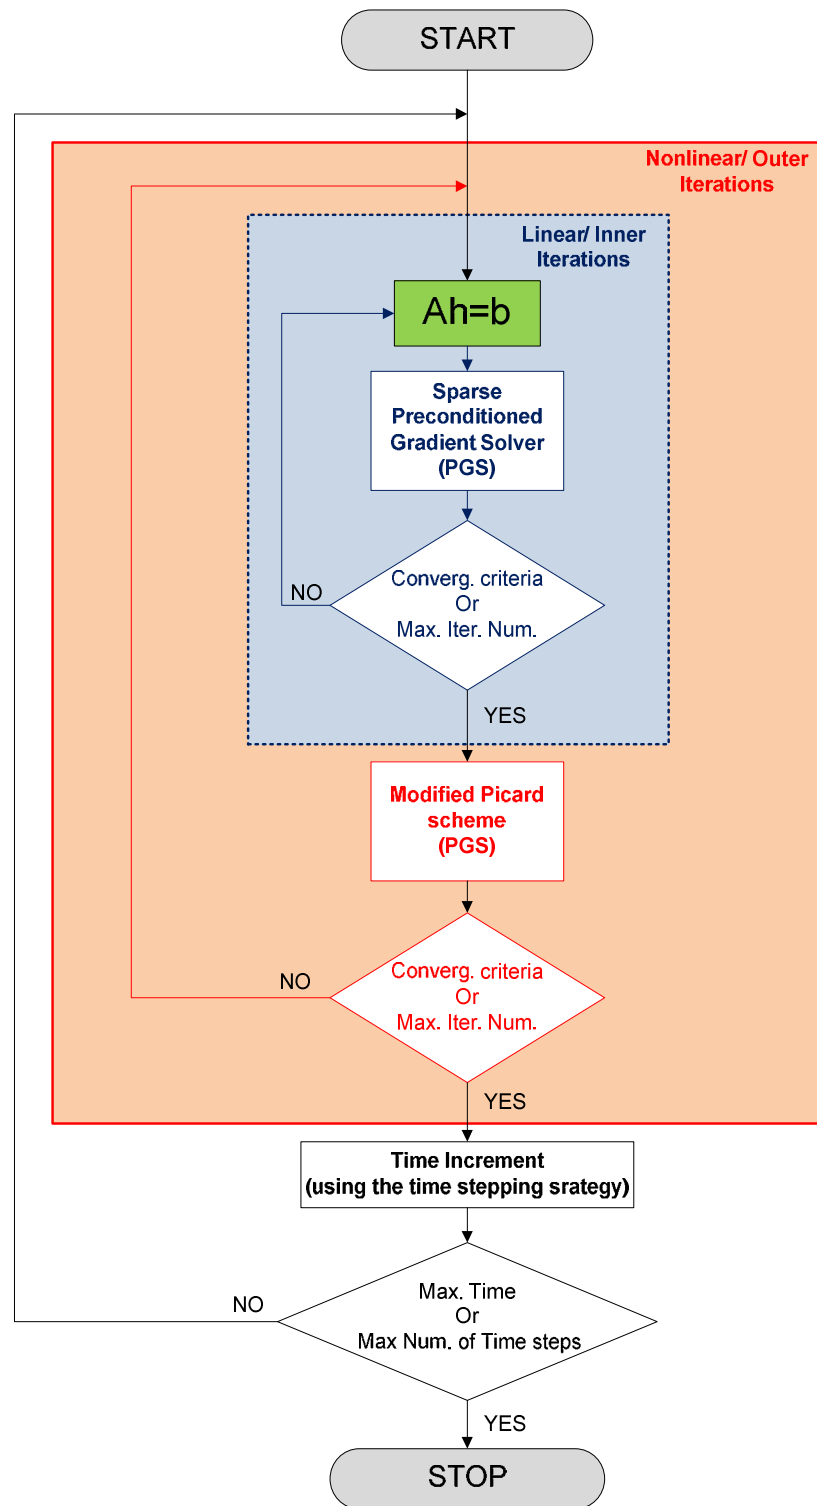 START
Nonlinear/ Outer
Iterations
Linear/ Inner
Iterations
Ah=b
Sparse
Preconditioned
Gradient Solver
(PGS)
Converg. criteria
Or
Max. Iter. Num.
NO
YES
Modified Picard
scheme
(PGS)
Converg. criteria
Or
Max. Iter. Num.
NO
YES
Time Increment
(using the time stepping srategy)
Max. Time
Or
Max Num. of Time steps
NO
YES
STOP